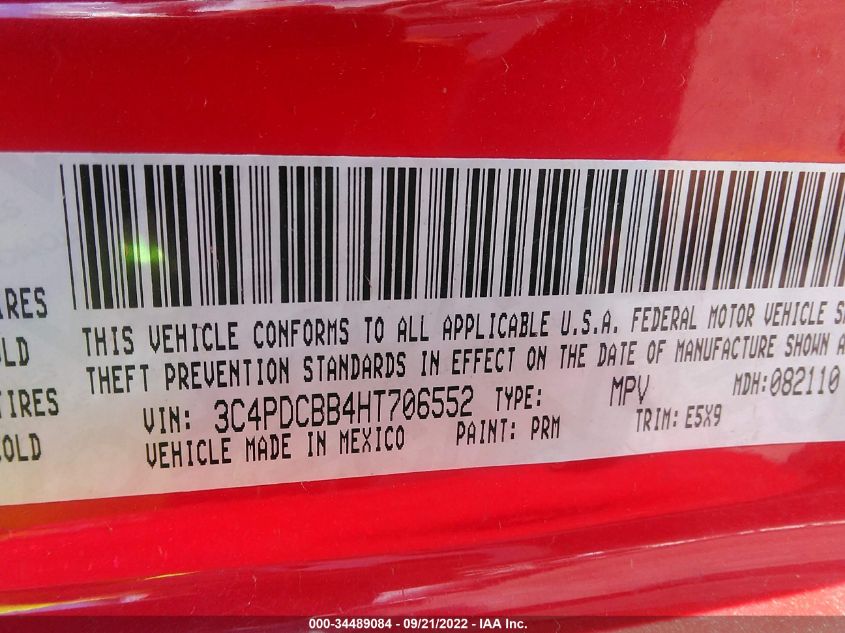 IRES
OLD
TIRES
COLD
THIS VEHICLE CONFORMS TO ALL APPLICABLE U.S.A. FEDERAL MOTOR VEHICLE S
THEFT PREVENTION STANDARDS IN EFFECT ON THE DATE OF MANUFACTURE SHOWN A
VIN: 3C4PDCBB4HT706552 TYPE: MPV MDH:082110
VEHICLE MADE IN MEXICO PAINT: PRM TRIM: E5X9
000-34489084 - 09/21/2022 - IAA Inc.